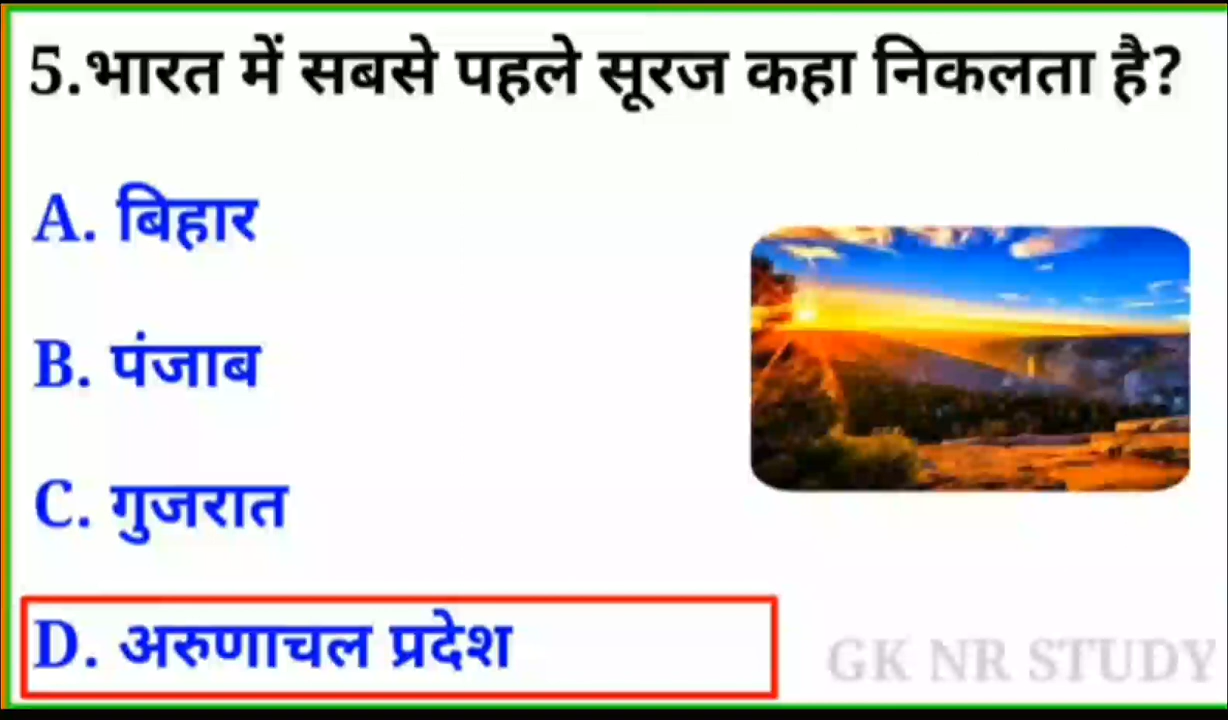 5.भारत में सबसे पहले सूरज कहा निकलता है?
A. बिहार
B. पंजाब
C. गुजरात
D. अरुणाचल प्रदेश
GK NR STUDY